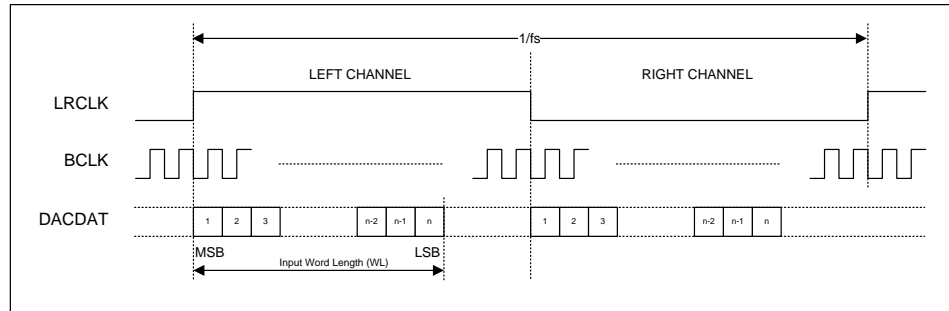 1/fs
LEFT CHANNEL RIGHT CHANNEL
LRCLK
BCLK
DACDAT 1 2 3 n-2 n-1 n 1 2 3 n-2 n-1 n
MSB LSB
Input Word Length (WL)